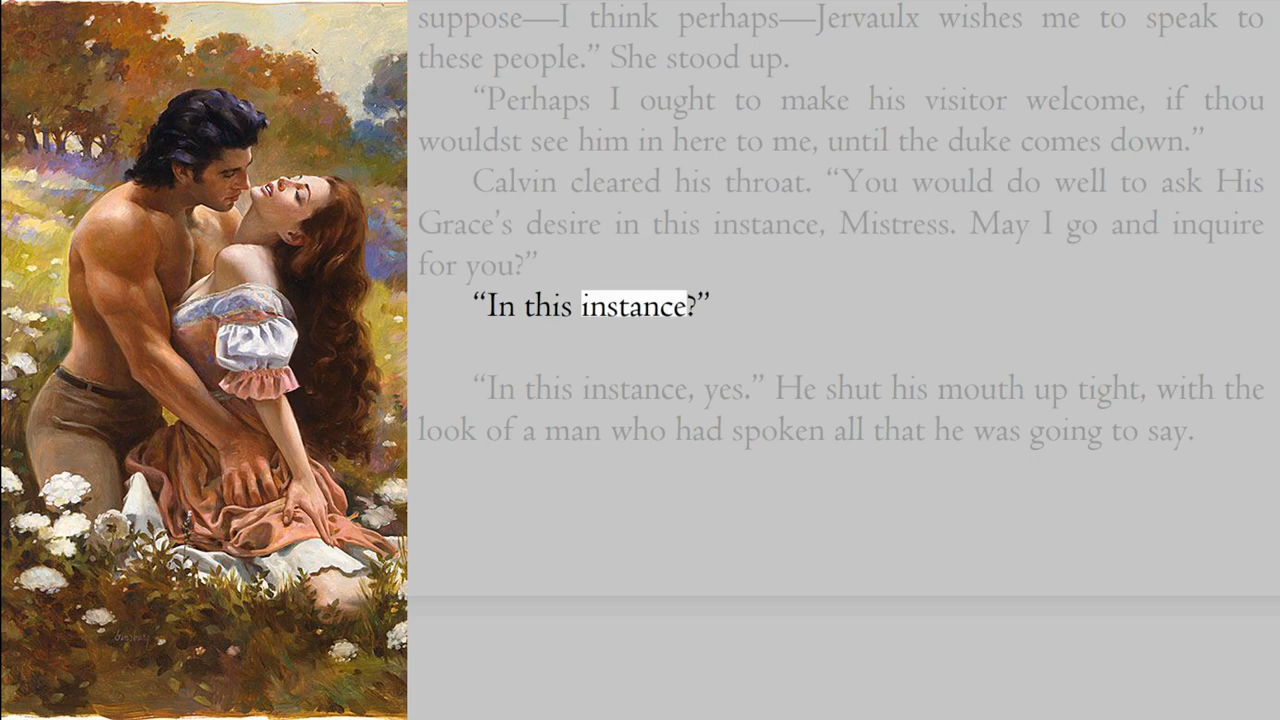 suppose—I think perhaps—Jervaulx wishes me to speak to
these people.” She stood up.
“Perhaps I ought to make his visitor welcome, if thou
wouldst see him in here to me, until the duke comes down.”
Calvin cleared his throat. “You would do well to ask His
Grace’s desire in this instance, Mistress. May I go and inquire
for you?”
“In this instance?”
“In this instance, yes.” He shut his mouth up tight, with the
look of a man who had spoken all that he was going to say.